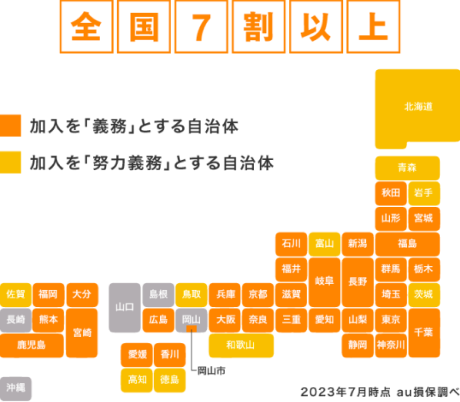 全国7割以上
北海道
加入を「義務」とする自治体
加入を「努力義務」とする自治体
青森
秋田 岩手
山形 宮城
石川 富山 新潟 福島
福井 岐阜 長野 群馬 栃木
佐賀 福岡 大分 山口 島根 鳥取 兵庫 京都 滋賀 埼玉 茨城
長崎 熊本 宮崎 広島 岡山 大阪 奈良 三重 愛知 山梨 東京 千葉
鹿児島 和歌山 静岡 神奈川
愛媛 香川 岡山市
高知 徳島
沖縄
2023年7月時点 au損保調べ